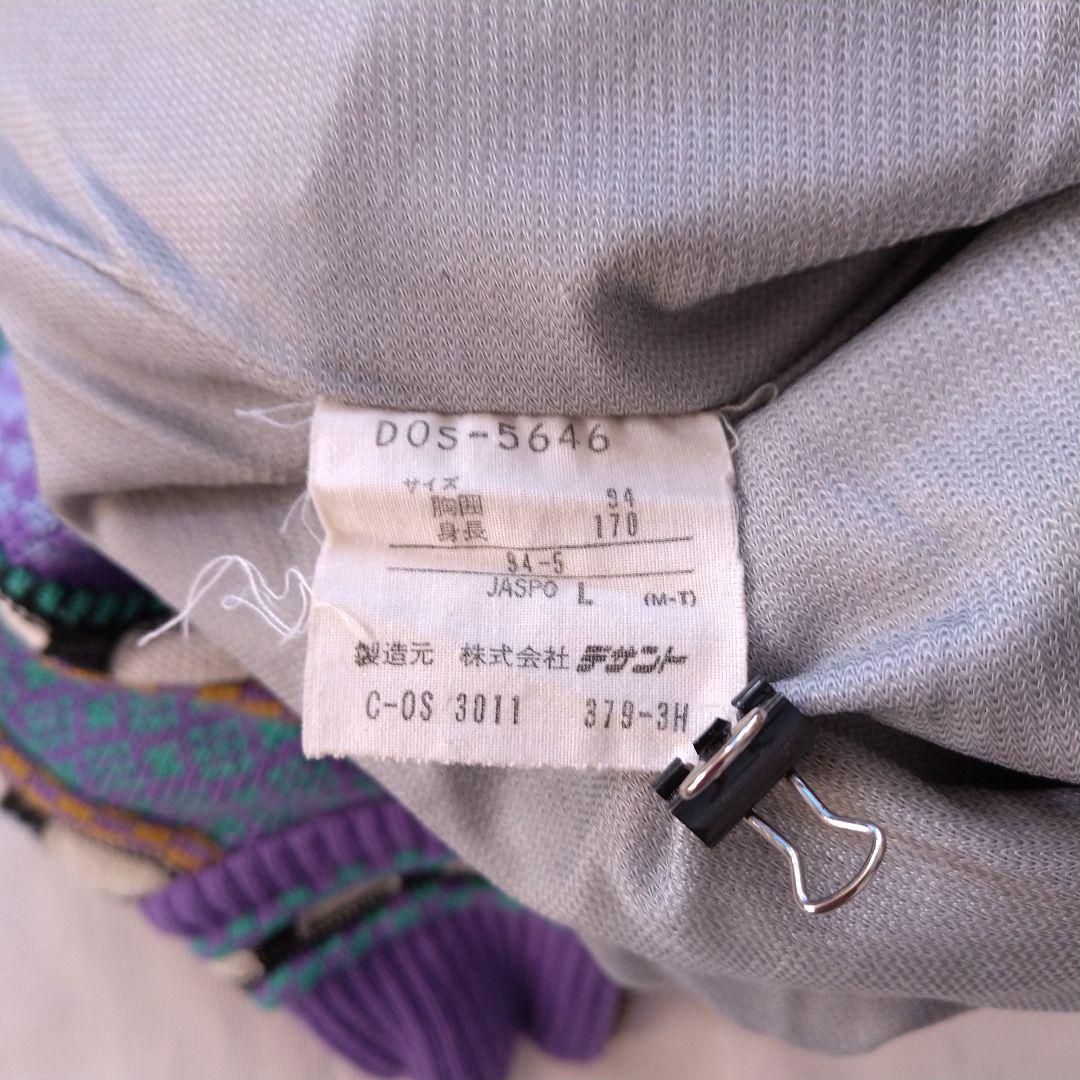 DOS-5646
サイズ
胸囲 94
身長 170
94-5
JASPO L (M-T)
製造元 株式会社 デサント
C-OS 3011 379-3H